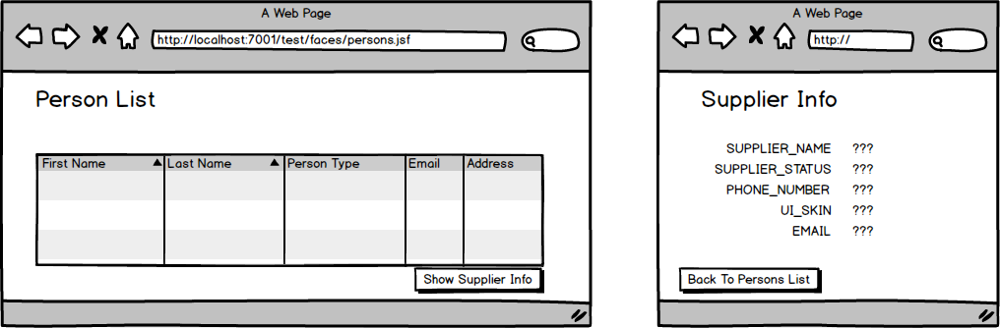 A Web Page
http://localhost:7001/test/faces/persons.jsf
Person List
First Name Last Name Person Type Email Address
Show Supplier Info
A Web Page
http://
Supplier Info
SUPPLIER_NAME ???
SUPPLIER_STATUS ???
PHONE_NUMBER ???
UI_SKIN ???
EMAIL ???
Back To Persons List